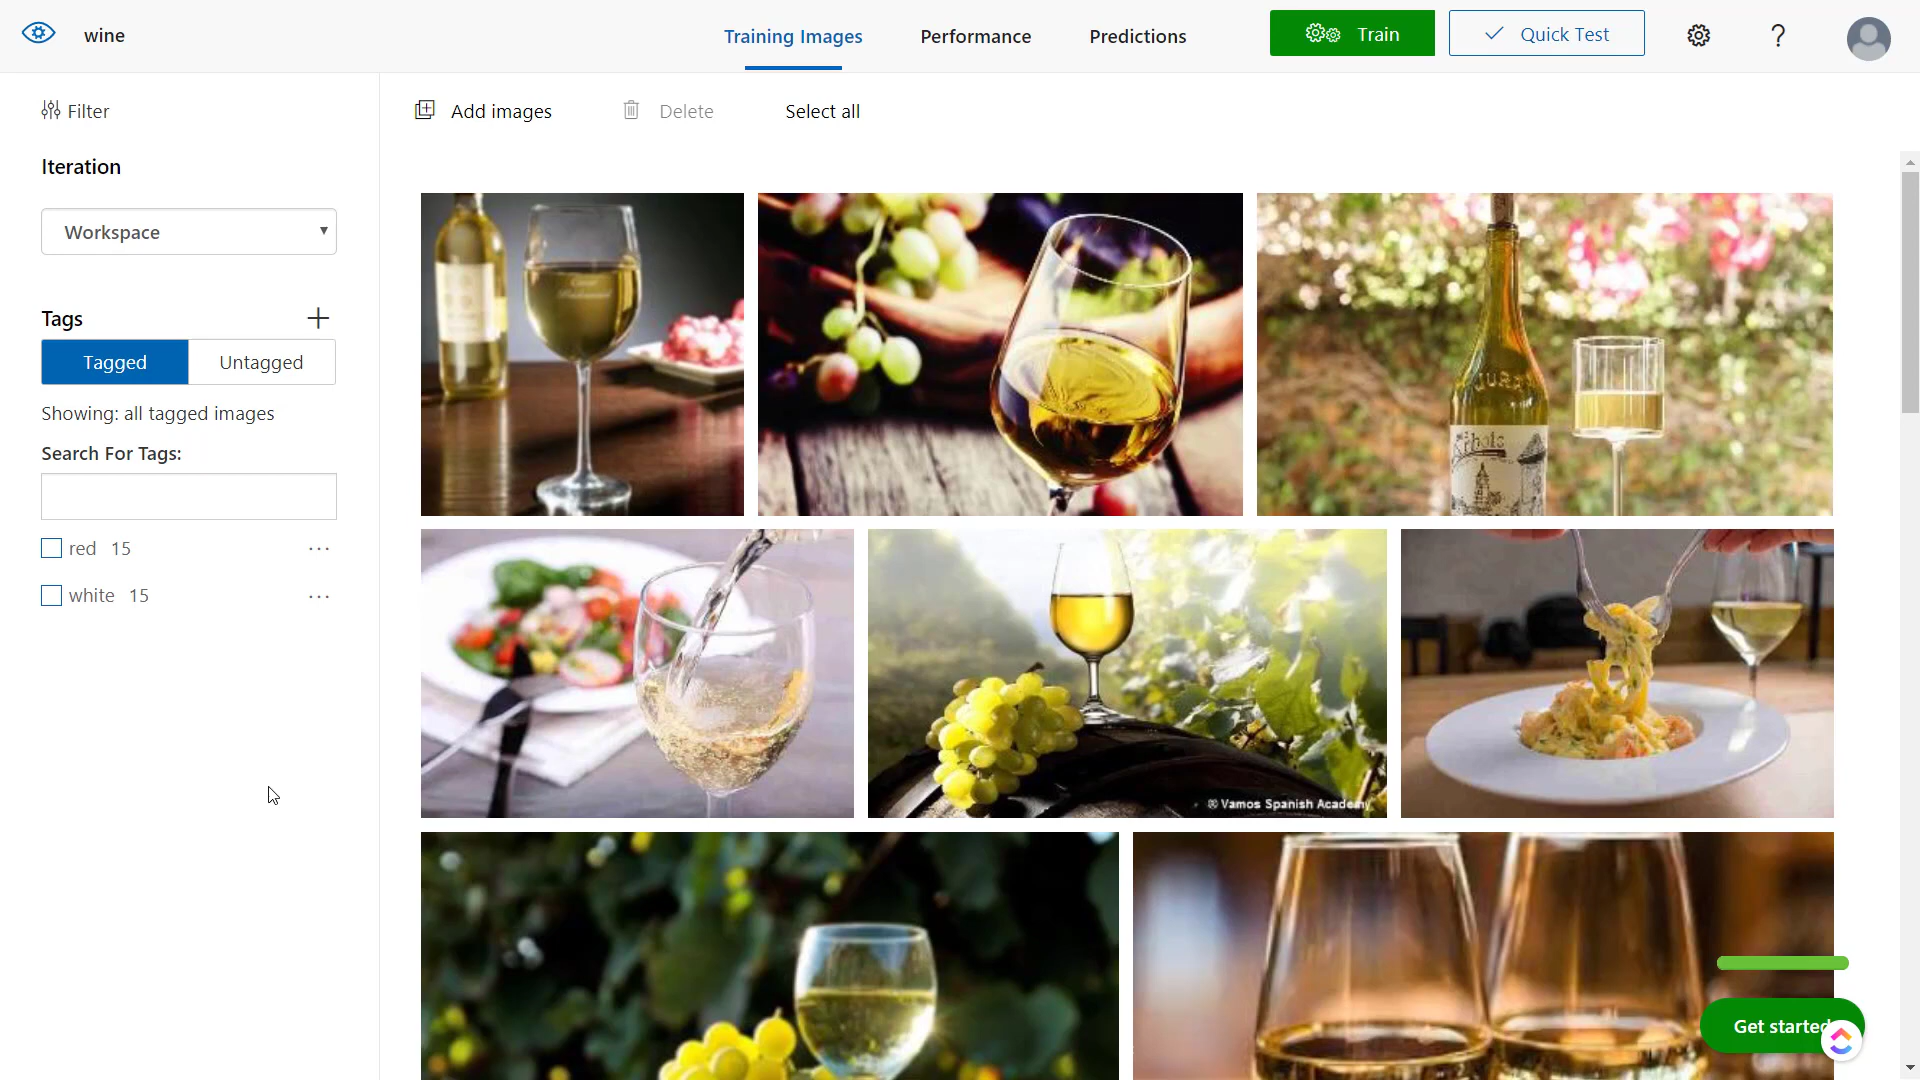 wine
Training Images
Performance
Predictions
Train
Quick Test
?
Filter
Add images
Delete
Select all
Iteration
Workspace
Tags
Tagged
Untagged
Showing: all tagged images
Search For Tags:
red 15
white 15
JURA
® Vamos Spanish Academy
Get started